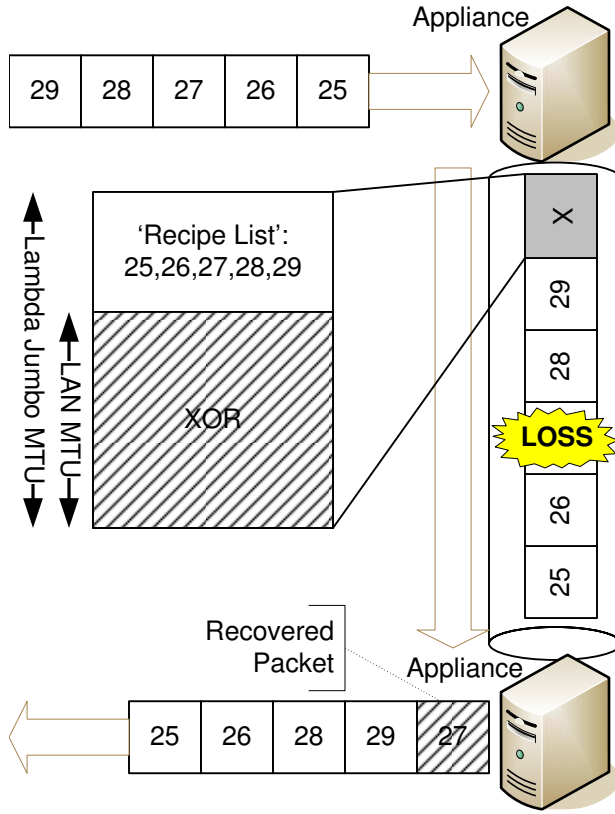 Appliance
29 28 27 26 25
'Recipe List':
25,26,27,28,29
XOR
Lambda Jumbo MTU
LAN MTU
X
29
28
LOSS
26
25
Recovered
Packet
Appliance
25 26 28 29 27